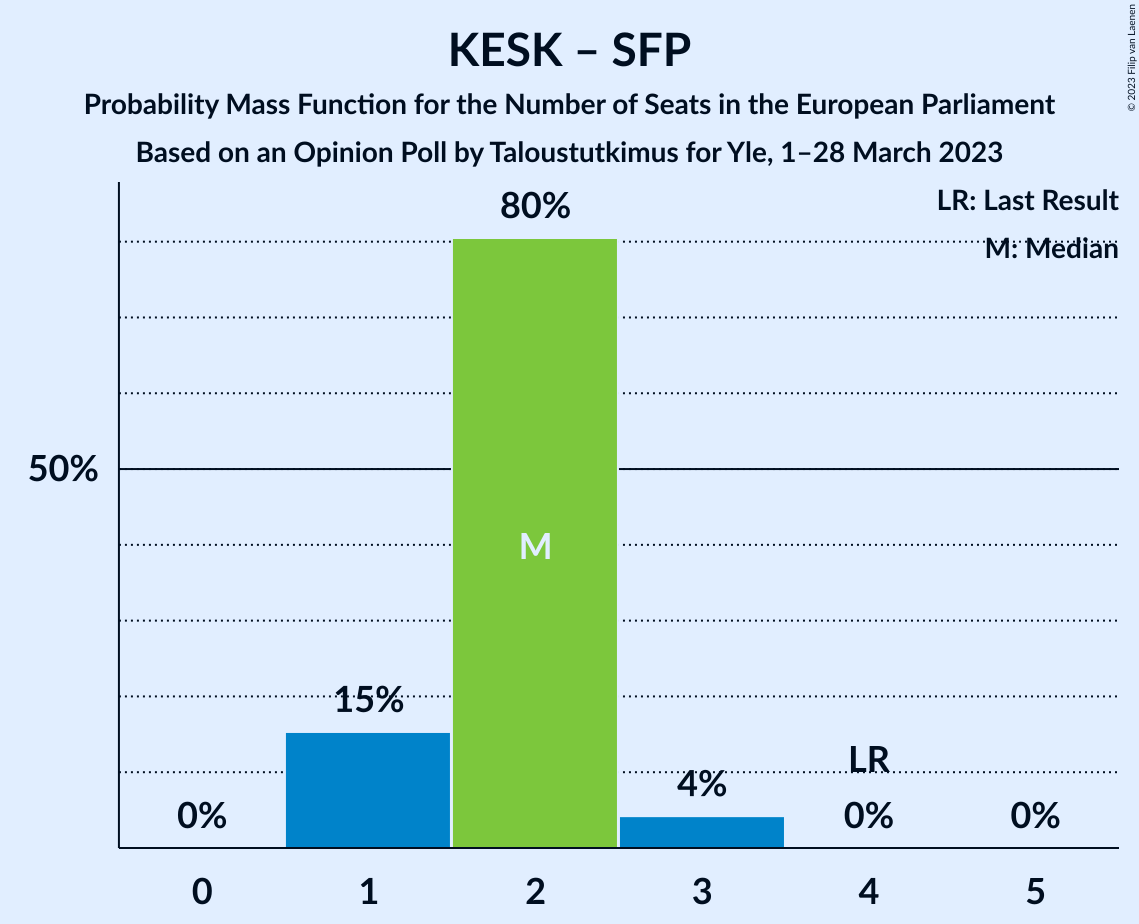 KESK – SFP
Probability Mass Function for the Number of Seats in the European Parliament
Based on an Opinion Poll by Taloustutkimus for Yle, 1–28 March 2023
© 2023 Filip van Laenen
LR: Last Result
M: Median
80%
50%
M
15%
LR
4%
0%
0%
0%
0
1
2
3
4
5